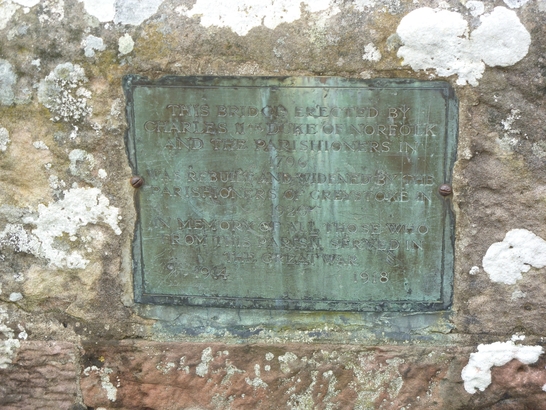 THIS BRIDGE ERECTED BY
CHARLES DUKE OF NORFOLK
AND THE PARISHIONERS IN
WAS REBUILT AND WIDENED BY THE
PARISHIONERS OF GREYSTOKE IN
IN MEMORY OF ALL THOSE WHO
FROM THIS PARISH SERVED IN
THE GREAT WAR
1918